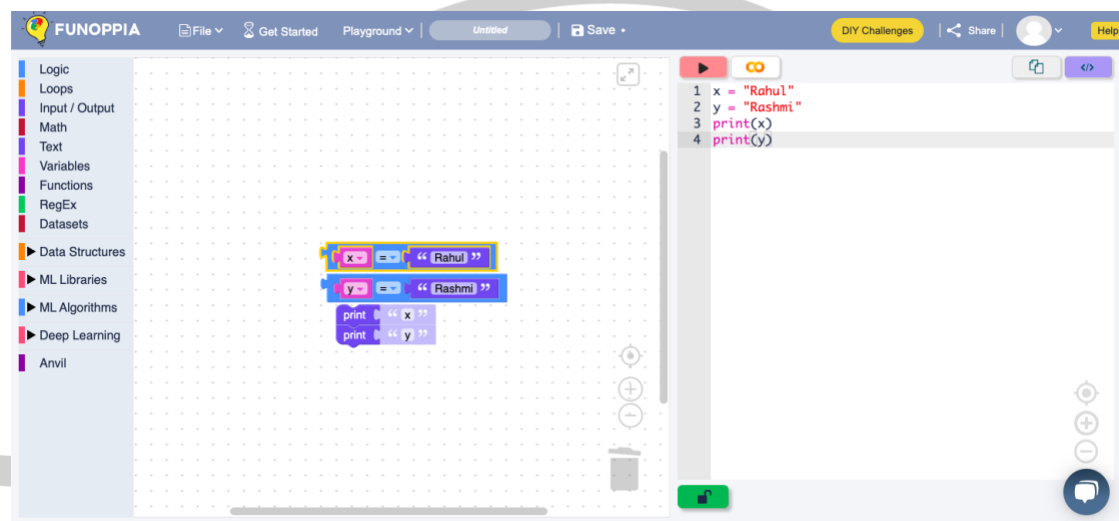 FUNOPPIA File Get Started Playground Untitled Save DIY Challenges Share Help
Logic
Loops
Input / Output
Math
Text
Variables
Functions
RegEx
Datasets
Data Structures
ML Libraries
ML Algorithms
Deep Learning
Anvil
x = “ Rahul ”
y = “ Rashmi ”
print “ x ”
print “ y ”
</>
1 x = "Rahul"
2 y = "Rashmi"
3 print(x)
4 print(y)